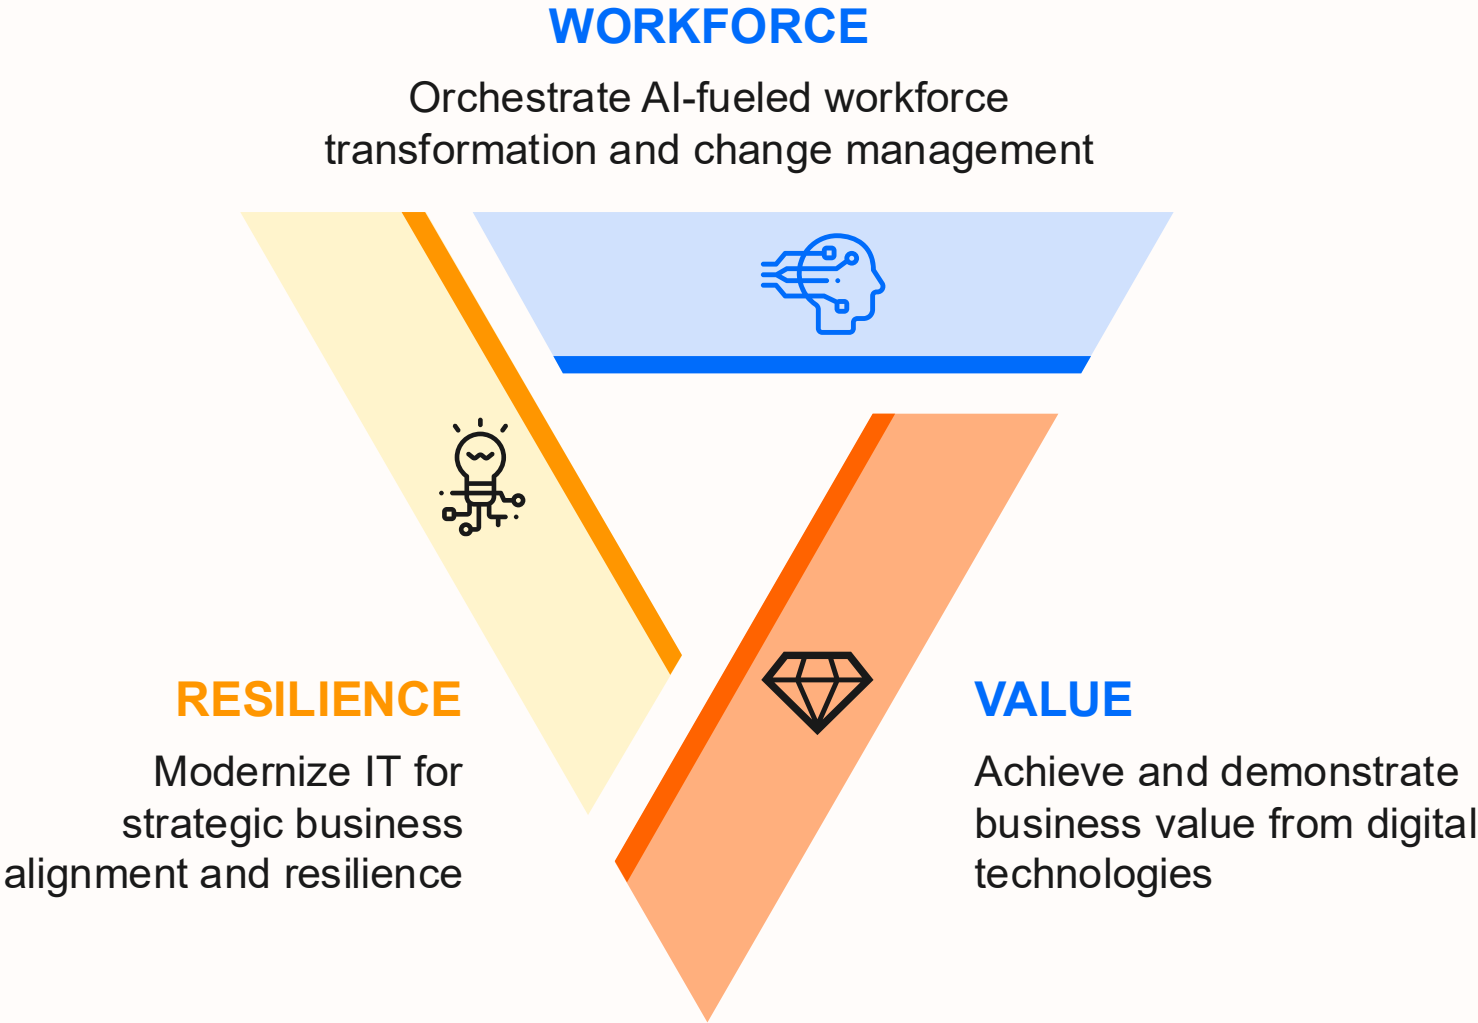 WORKFORCE
Orchestrate AI-fueled workforce
transformation and change management
RESILIENCE
Modernize IT for
strategic business
alignment and resilience
VALUE
Achieve and demonstrate
business value from digital
technologies